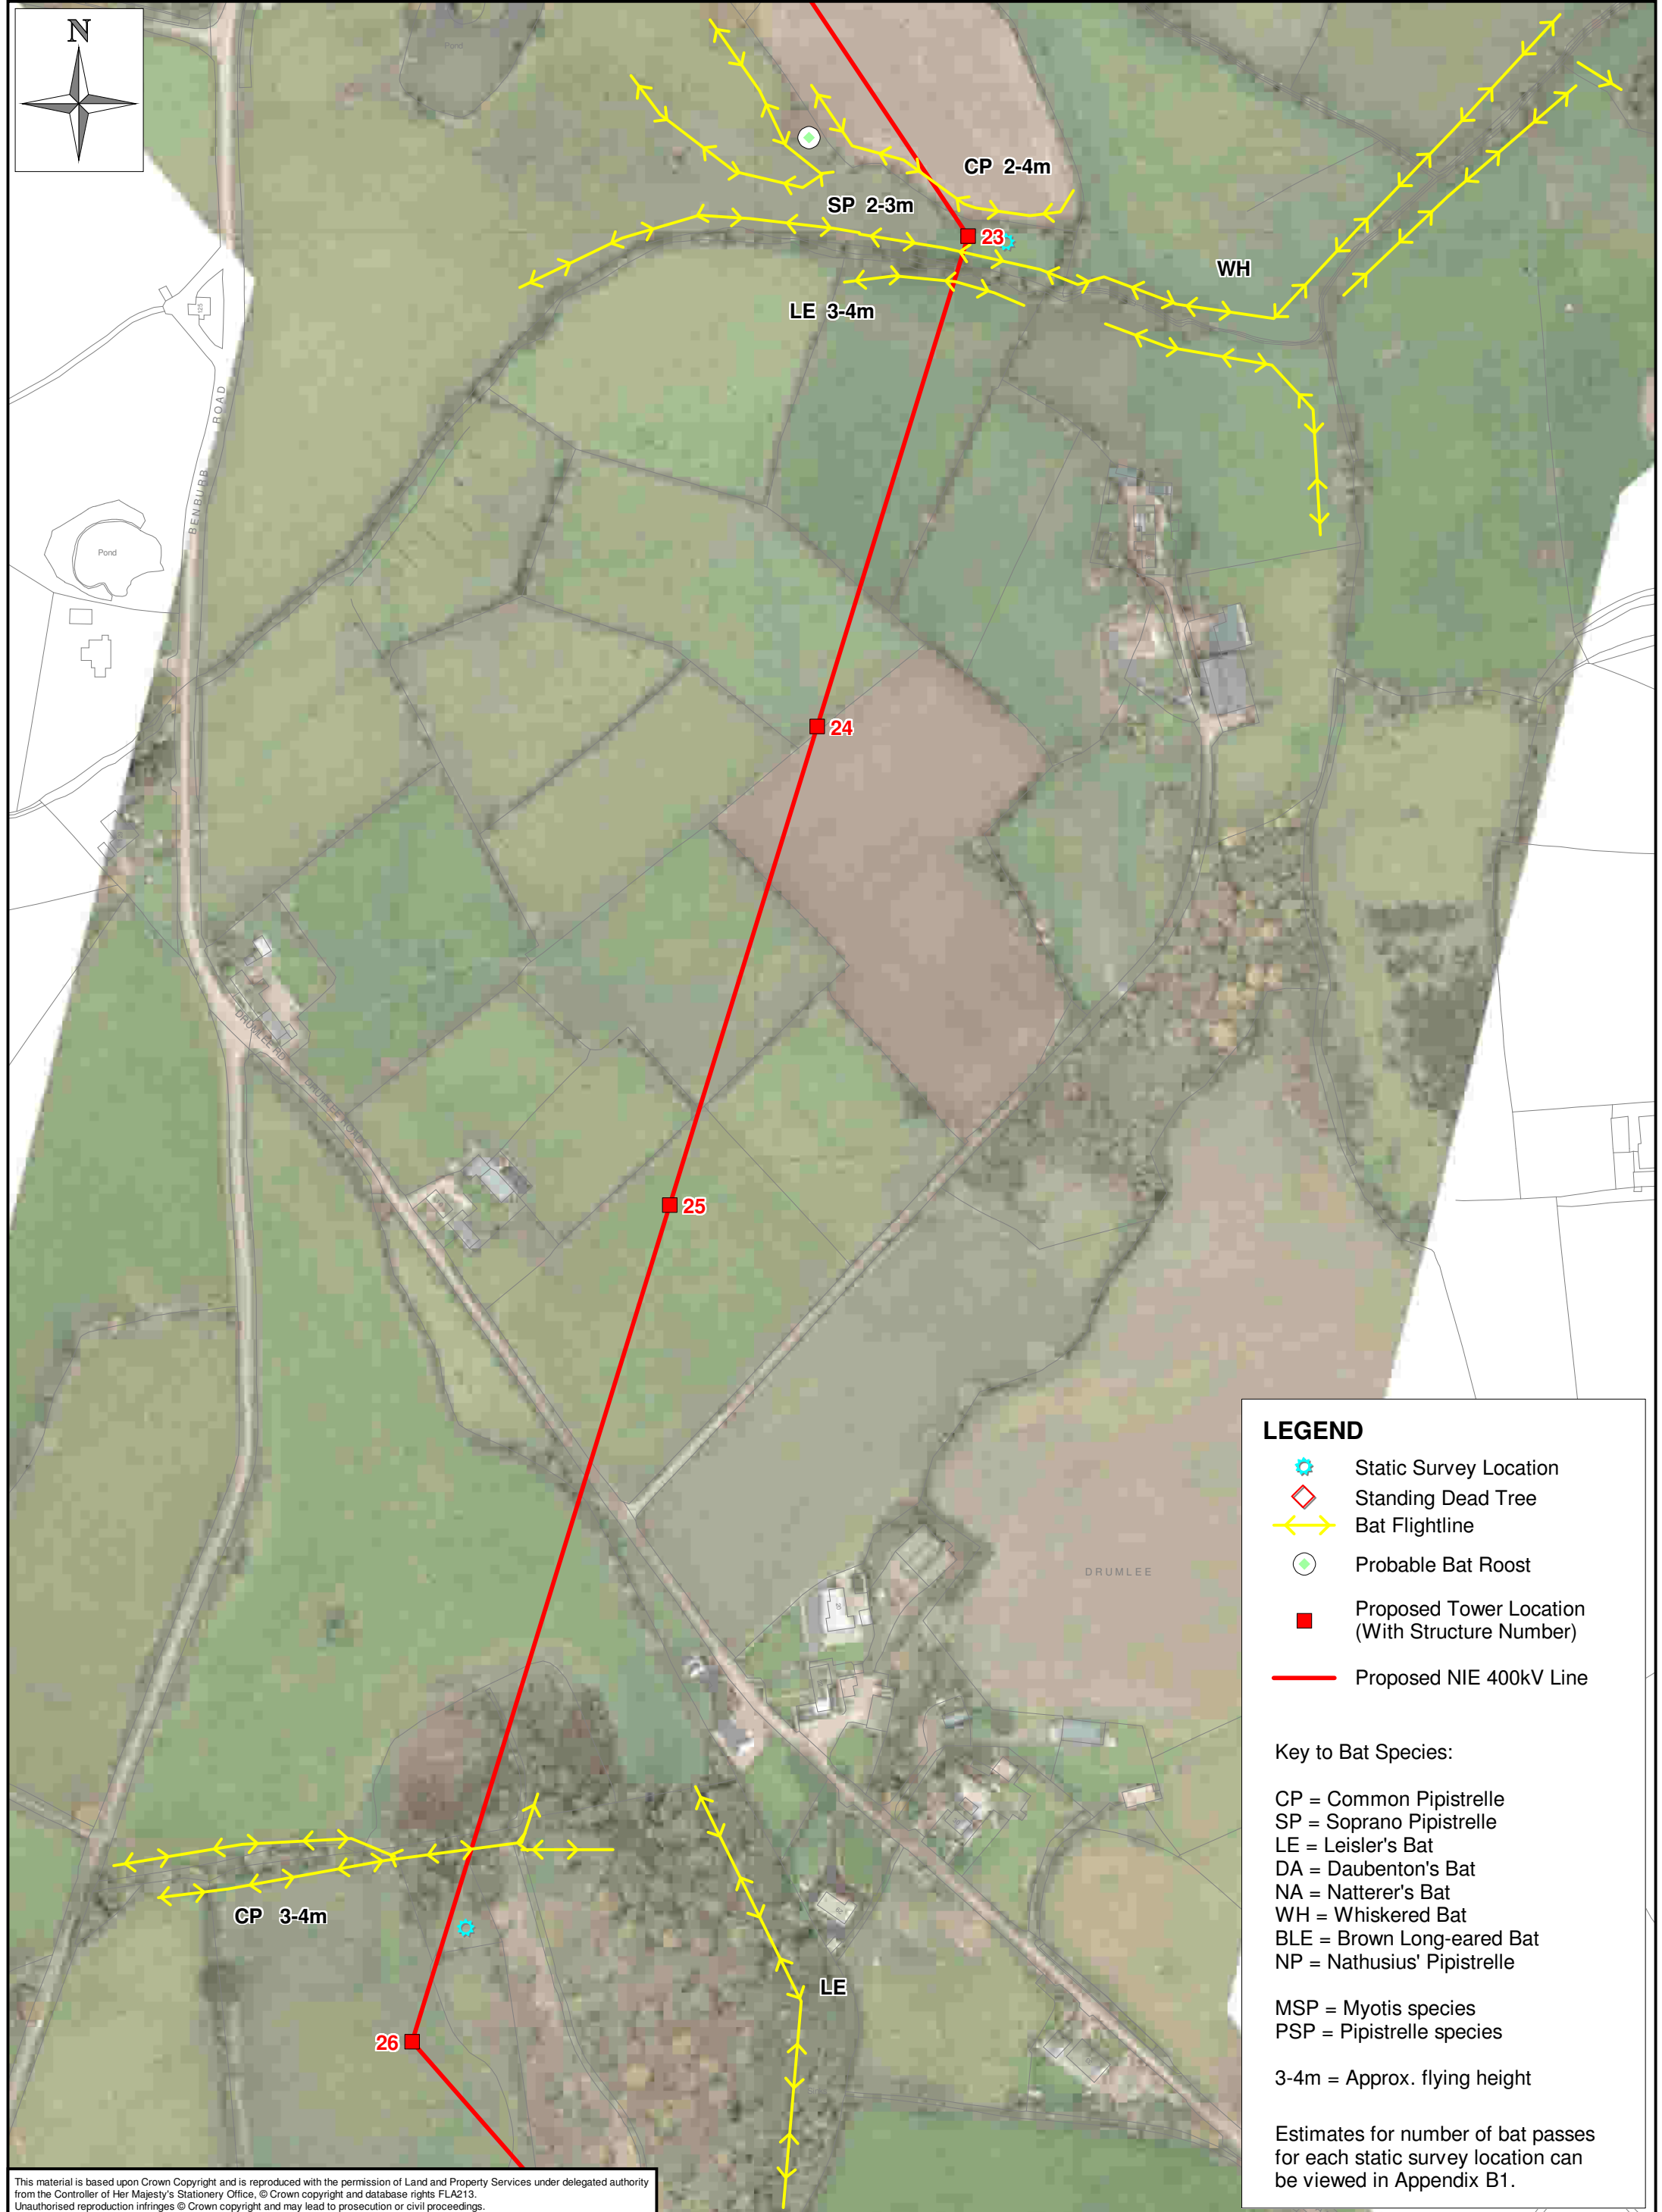 N
Pond
CP 2-4m
SP 2-3m
23
WH
LE 3-4m
125
BENBURB ROAD
Pond
24
DRUMLEE ROAD
25
LEGEND
Static Survey Location
Standing Dead Tree
Bat Flightline
Probable Bat Roost
Proposed Tower Location
(With Structure Number)
Proposed NIE 400kV Line
DRUMLEE
Key to Bat Species:
CP = Common Pipistrelle
SP = Soprano Pipistrelle
LE = Leisler's Bat
DA = Daubenton's Bat
NA = Natterer's Bat
WH = Whiskered Bat
BLE = Brown Long-eared Bat
NP = Nathusius' Pipistrelle
MSP = Myotis species
PSP = Pipistrelle species
3-4m = Approx. flying height
Estimates for number of bat passes
for each static survey location can
be viewed in Appendix B1.
CP 3-4m
LE
26
This material is based upon Crown Copyright and is reproduced with the permission of Land and Property Services under delegated authority
from the Controller of Her Majesty's Stationery Office, © Crown copyright and database rights FLA213.
Unauthorised reproduction infringes © Crown copyright and may lead to prosecution or civil proceedings.